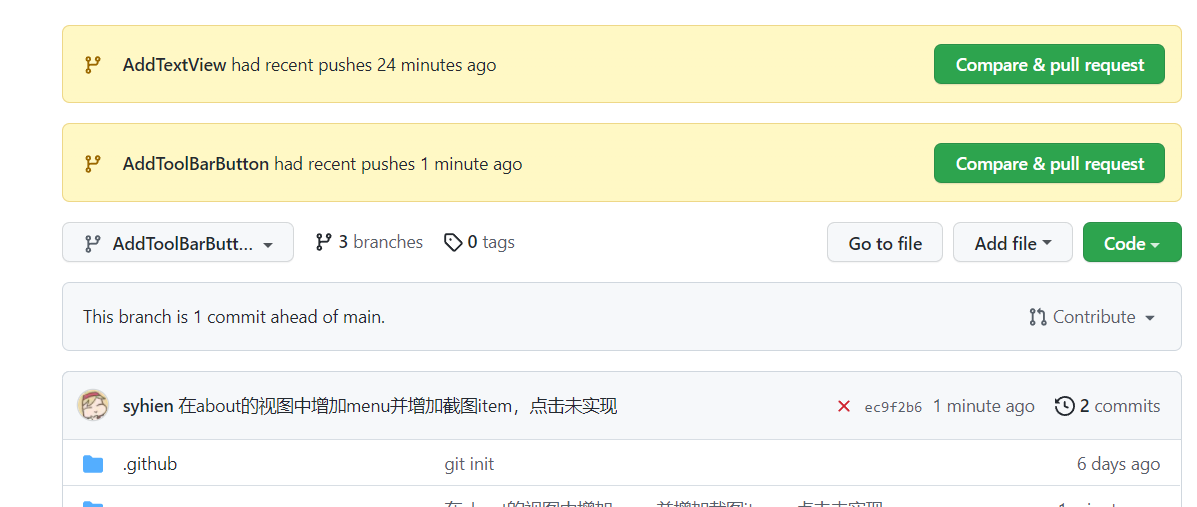 AddTextView had recent pushes 24 minutes ago Compare & pull request
AddToolBarButton had recent pushes 1 minute ago Compare & pull request
AddToolBarButt... 3 branches 0 tags Go to file Add file Code
This branch is 1 commit ahead of main. Contribute
syhien 在about的视图中增加menu并增加截图item，点击未实现 ec9f2b6 1 minute ago 2 commits
.github git init 6 days ago